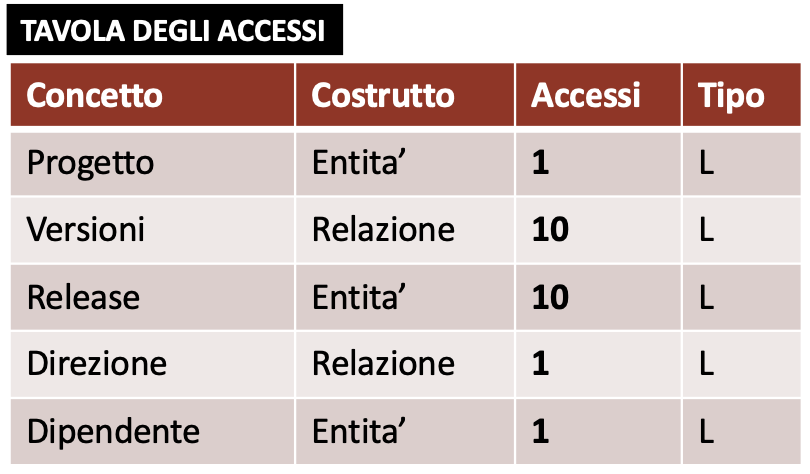 TAVOLA DEGLI ACCESSI
Concetto Costrutto Accessi Tipo
Progetto Entita’ 1 L
Versioni Relazione 10 L
Release Entita’ 10 L
Direzione Relazione 1 L
Dipendente Entita’ 1 L